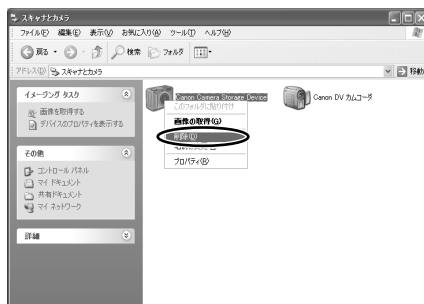 スキャナとカメラ
ファイル(F) 編集(E) 表示(V) お気に入り(A) ツール(T) ヘルプ(H)
戻る 検索 フォルダ
アドレス(D) スキャナとカメラ 移動
イメージング タスク
画像を取得する
デバイスのプロパティを表示する
その他
コントロール パネル
マイ ドキュメント
共有ドキュメント
マイ ネットワーク
詳細
Canon Camera Storage Device
このフォルダに貼り付け
画像の取得(G)
削除(D)
プロパティ(R)
Canon DV カムコーダ